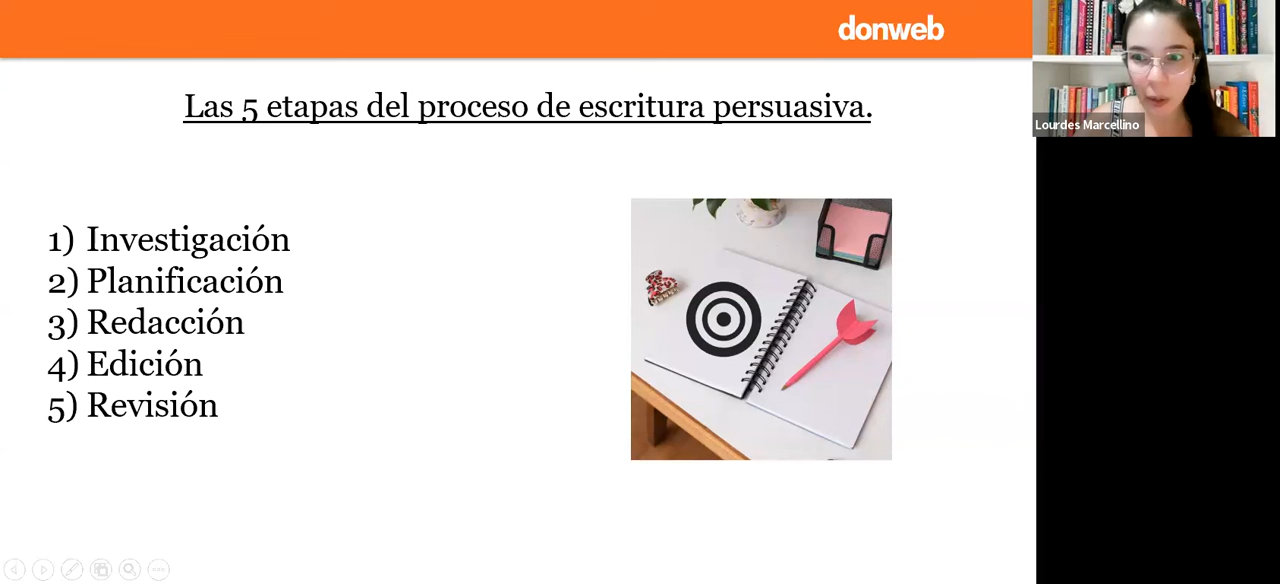 donweb
Las 5 etapas del proceso de escritura persuasiva.
1) Investigación
2) Planificación
3) Redacción
4) Edición
5) Revisión
Lourdes Marcellino